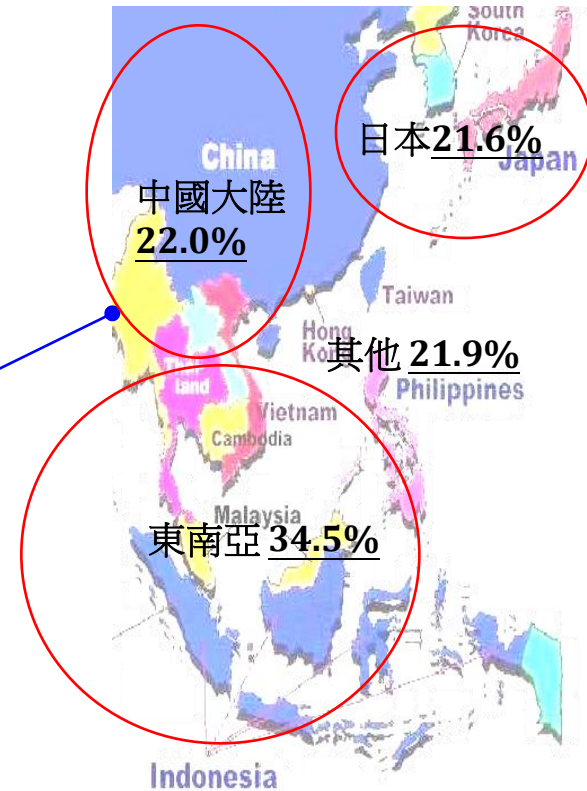 South
Korea
日本21.6%
Japan
China
中國大陸
22.0%
Taiwan
Hong
Kong
其他 21.9%
Philippines
land
Vietnam
Cambodia
Malaysia
東南亞 34.5%
Indonesia